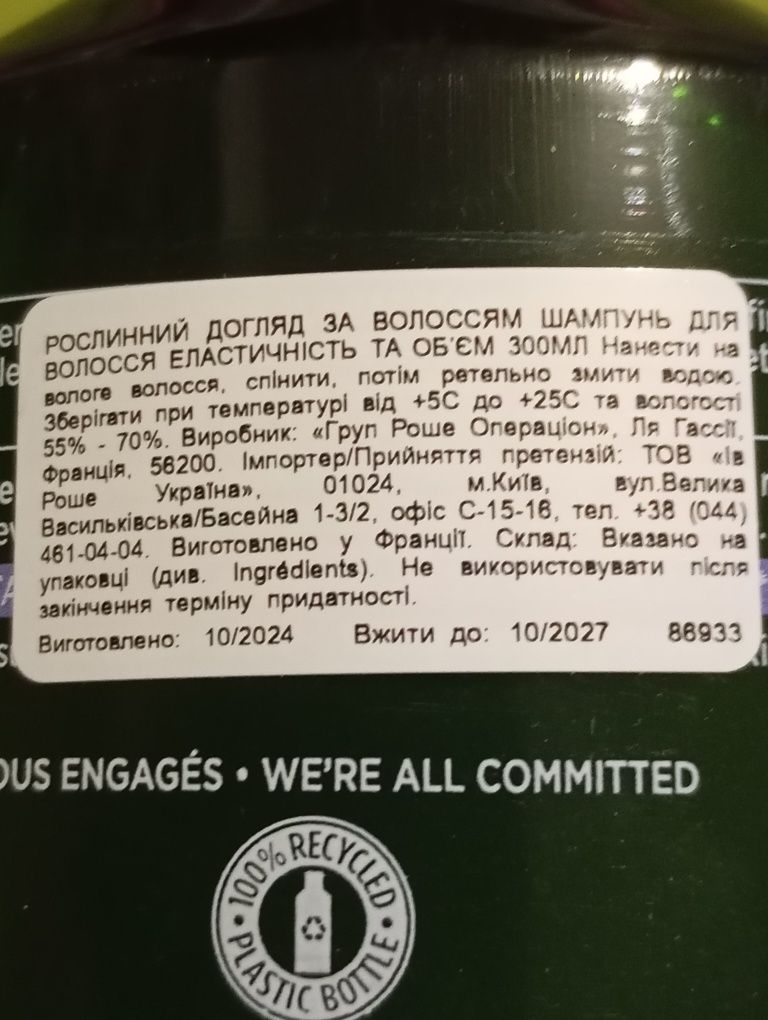 РОСЛИННИЙ ДОГЛЯД ЗА ВОЛОССЯМ ШАМПУНЬ ДЛЯ
ВОЛОССЯ ЕЛАСТИЧНІСТЬ ТА ОБ'ЄМ 300МЛ Нанести на
вологе волосся, спінити, потім ретельно змити водою.
Зберігати при температурі від +5С до +25С та вологості
55% - 70%. Виробник: «Груп Роше Операціон», Ля Гассії,
Франція, 56200. Імпортер/Прийняття претензій: ТОВ «Ів
Роше Україна», 01024, м.Київ, вул.Велика
Васильківська/Басейна 1-3/2, офіс С-15-16, тел. +38 (044)
461-04-04. Виготовлено у Франції. Склад: Вказано на
упаковці (див. Ingrédients). Не використовувати після
закінчення терміну придатності.
Виготовлено: 10/2024 Вжити до: 10/2027 86933
OUS ENGAGÉS • WE'RE ALL COMMITTED
100% RECYCLED • PLASTIC BOTTLE •